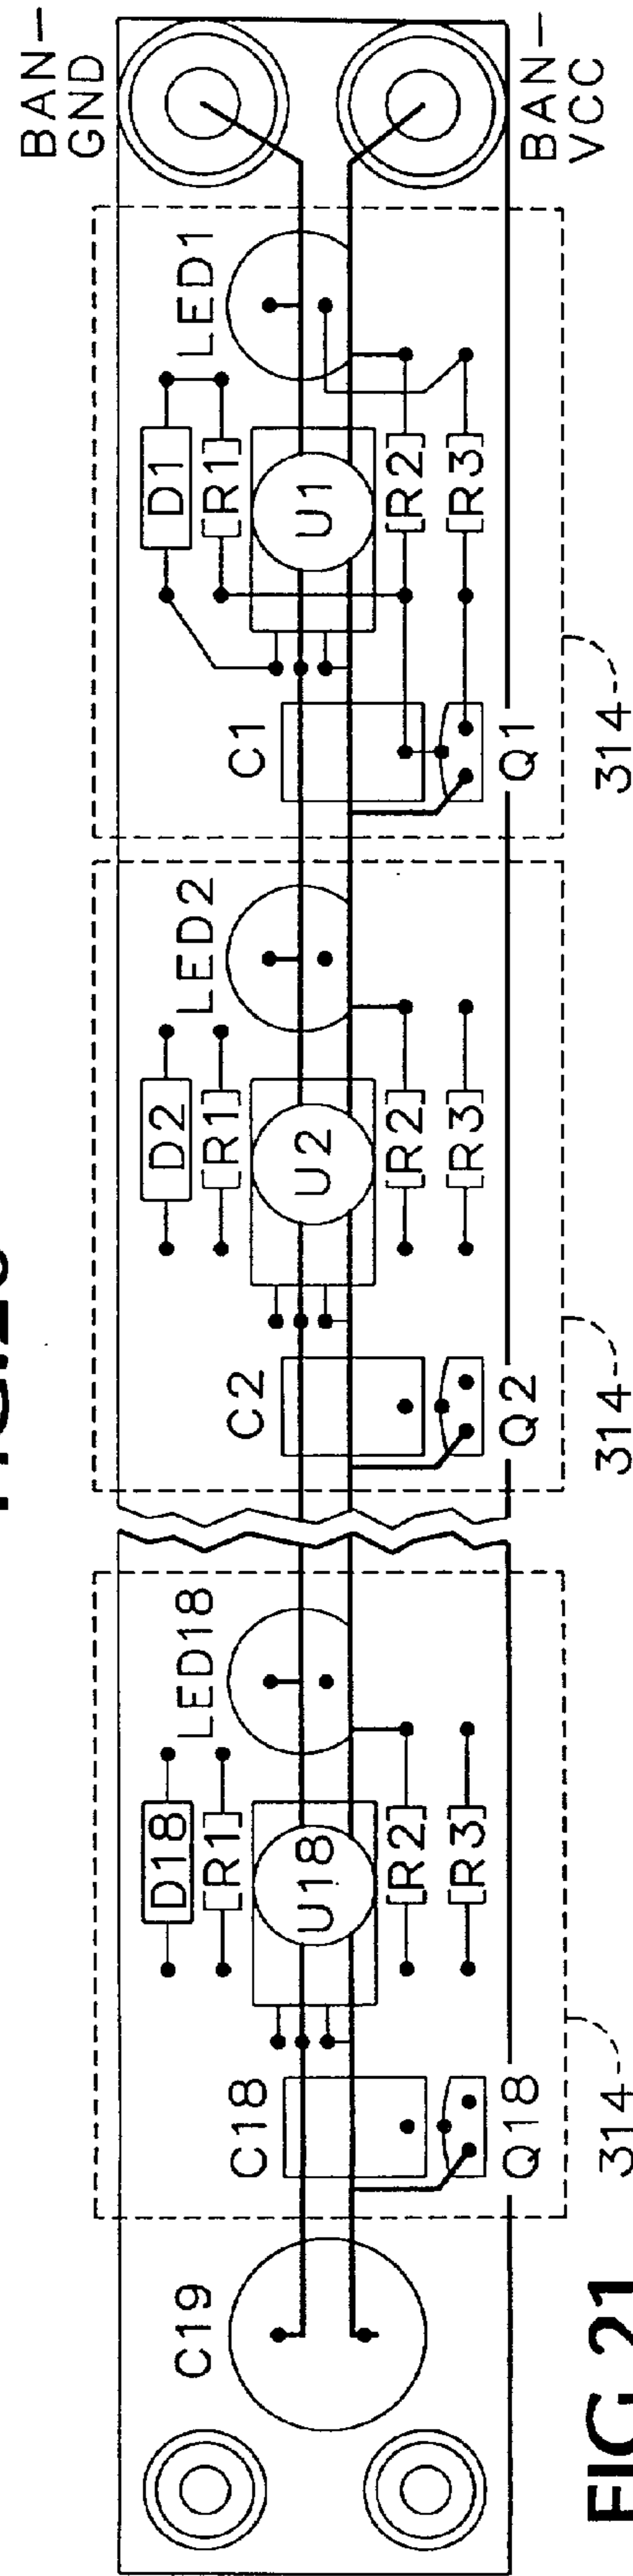 BAN-
GND
BAN-
VCC
LED1
D1
R1
U1
R2
R3
C1
Q1
314
LED2
D2
R1
U2
R2
R3
C2
Q2
314
LED18
D18
R1
U18
R2
R3
C18
Q18
314
C19
FIG.21